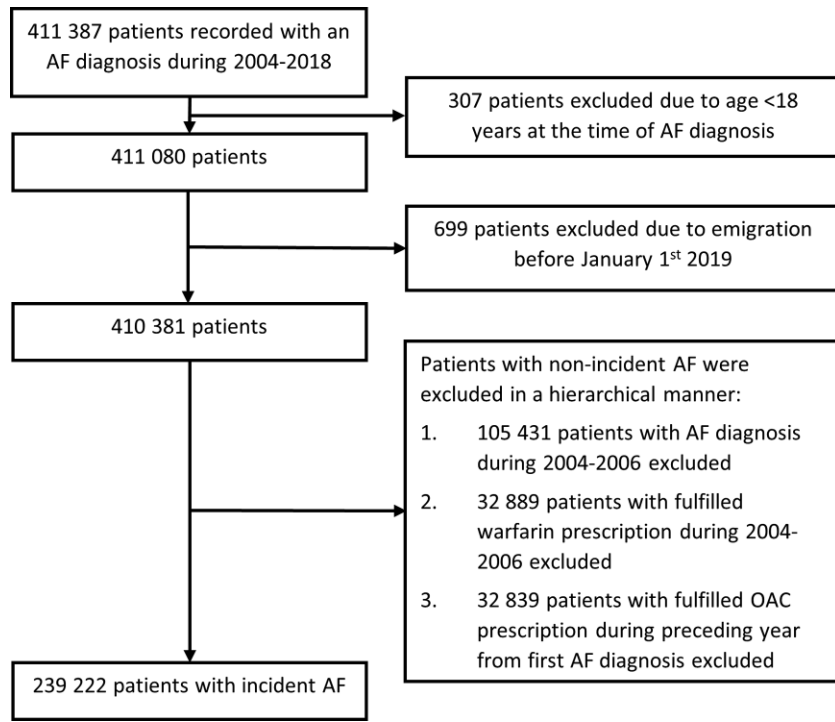 411 387 patients recorded with an
AF diagnosis during 2004-2018
307 patients excluded due to age <18
years at the time of AF diagnosis
411 080 patients
699 patients excluded due to emigration
before January 1st 2019
410 381 patients
Patients with non-incident AF were
excluded in a hierarchical manner:
1. 105 431 patients with AF diagnosis
during 2004-2006 excluded
2. 32 889 patients with fulfilled
warfarin prescription during 2004-
2006 excluded
3. 32 839 patients with fulfilled OAC
prescription during preceding year
from first AF diagnosis excluded
239 222 patients with incident AF